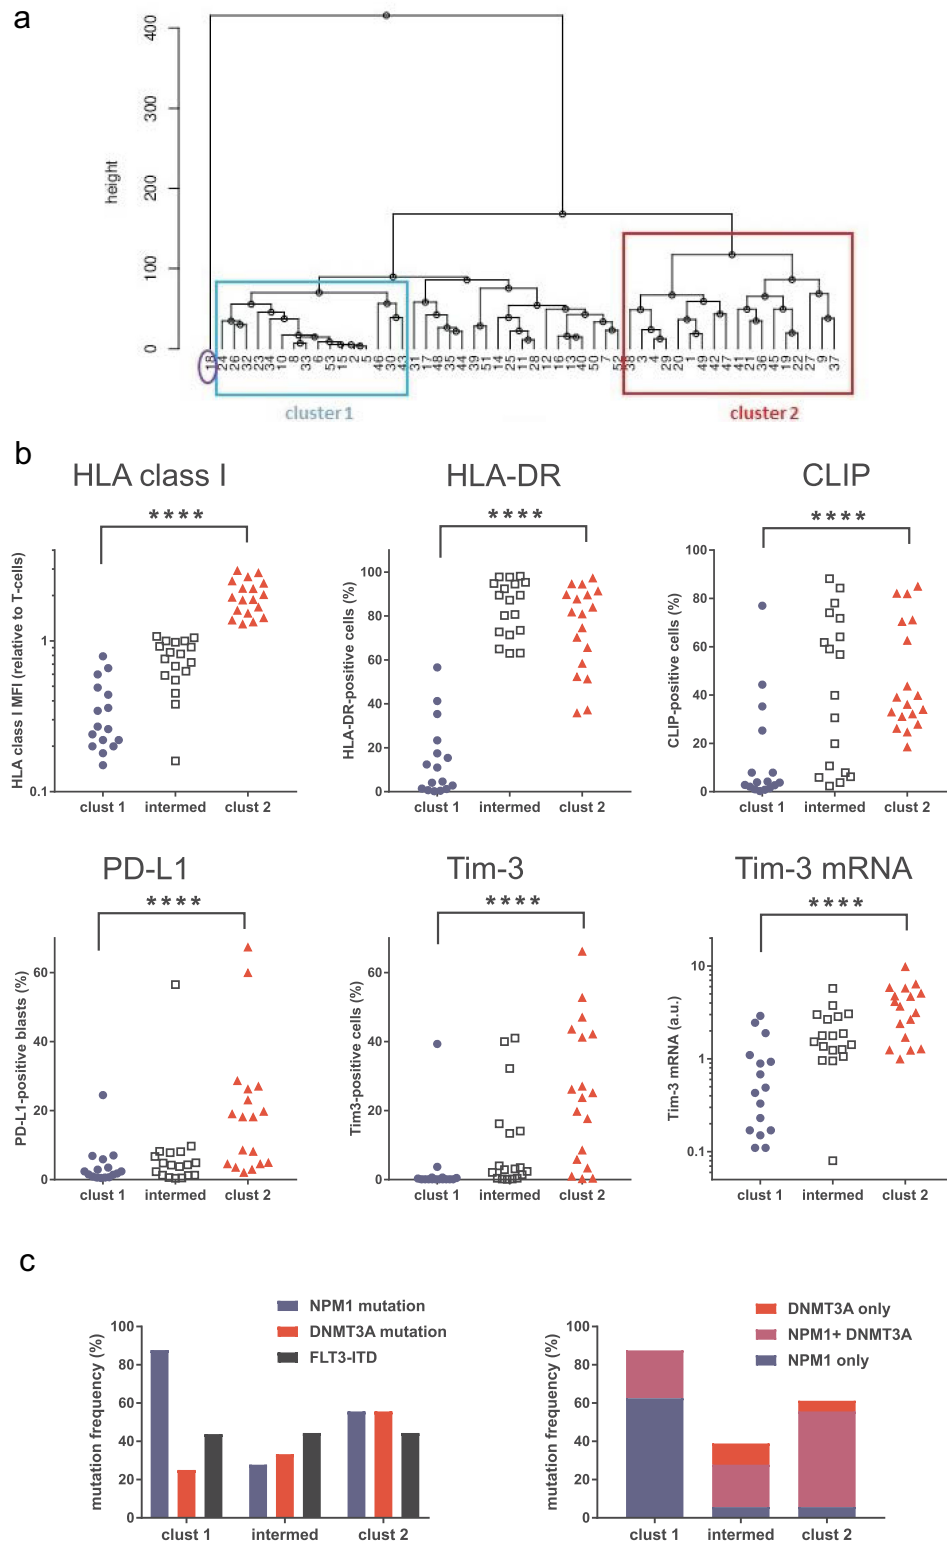 a
400
300
200
100
0
height
18 24 26 32 23 34 10 8 33 6 53 15 2 5 46 30 43 31 17 48 35 44 39 51 14 25 11 28 12 16 13 40 50 7 52 38 3 4 29 20 1 49 42 47 41 21 36 45 19 22 27 9 37
cluster 1
cluster 2
b
HLA class I
****
HLA class I MFI (relative to T-cells)
1
0.1
clust 1 intermed clust 2
HLA-DR
****
HLA-DR-positive cells (%)
100
80
60
40
20
0
clust 1 intermed clust 2
CLIP
****
CLIP-positive cells (%)
100
80
60
40
20
0
clust 1 intermed clust 2
PD-L1
****
PD-L1-positive blasts (%)
60
40
20
0
clust 1 intermed clust 2
Tim-3
****
Tim3-positive cells (%)
60
40
20
0
clust 1 intermed clust 2
Tim-3 mRNA
****
Tim-3 mRNA (a.u.)
10
1
0.1
clust 1 intermed clust 2
c
NPM1 mutation
DNMT3A mutation
FLT3-ITD
mutation frequency (%)
100
80
60
40
20
0
clust 1 intermed clust 2
DNMT3A only
NPM1+ DNMT3A
NPM1 only
mutation frequency (%)
100
80
60
40
20
0
clust 1 intermed clust 2